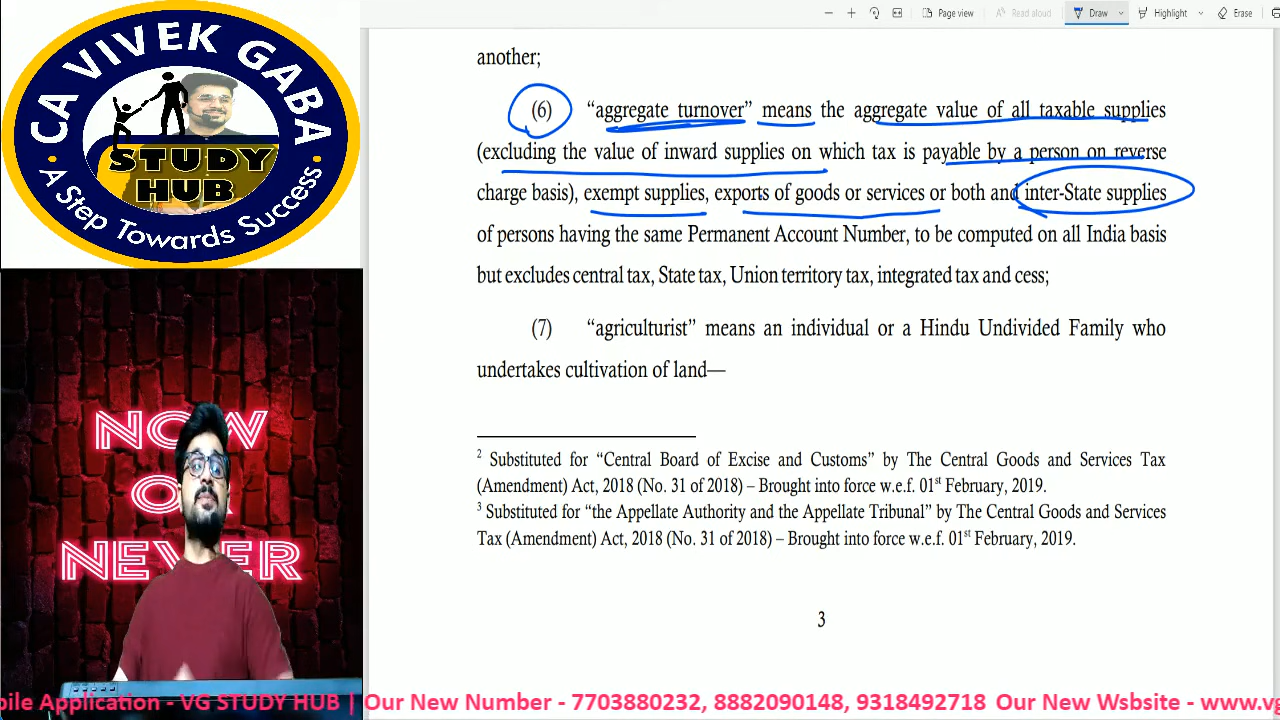 CA VIVEK GABA
STUDY
HUB
A Step Towards Success
NOW
OR
NEVER
Page view
Read aloud
Draw
Highlight
Erase
another;
(6) “aggregate turnover” means the aggregate value of all taxable supplies
(excluding the value of inward supplies on which tax is payable by a person on reverse
charge basis), exempt supplies, exports of goods or services or both and inter-State supplies
of persons having the same Permanent Account Number, to be computed on all India basis
but excludes central tax, State tax, Union territory tax, integrated tax and cess;
(7) “agriculturist” means an individual or a Hindu Undivided Family who
undertakes cultivation of land—
2 Substituted for “Central Board of Excise and Customs” by The Central Goods and Services Tax
(Amendment) Act, 2018 (No. 31 of 2018) – Brought into force w.e.f. 01st February, 2019.
3 Substituted for “the Appellate Authority and the Appellate Tribunal” by The Central Goods and Services
Tax (Amendment) Act, 2018 (No. 31 of 2018) – Brought into force w.e.f. 01st February, 2019.
3
bile Application - VG STUDY HUB | Our New Number - 7703880232, 8882090148, 9318492718 Our New Wsbsite - www.vg